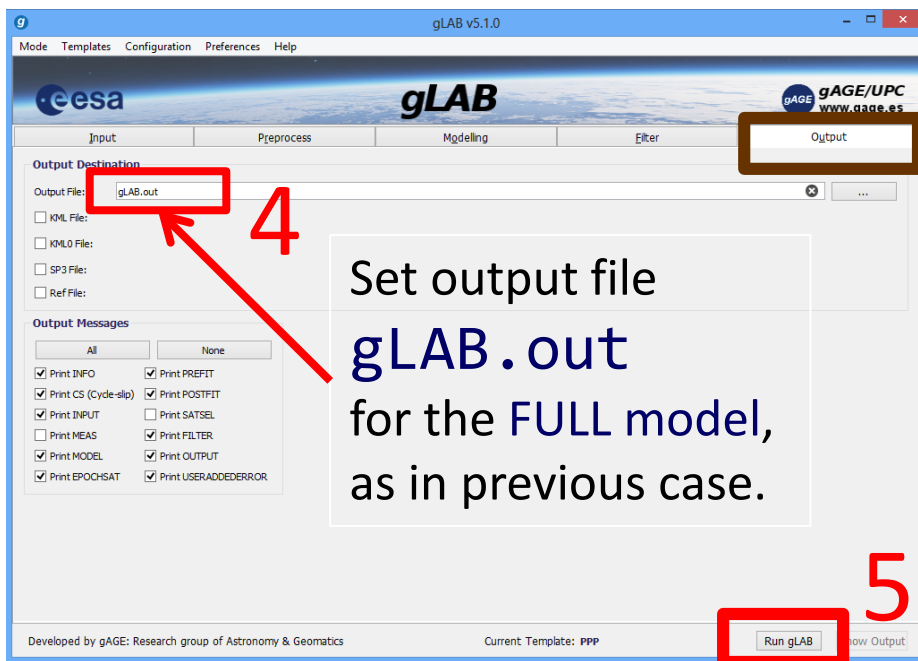 g gLAB v5.1.0
Mode Templates Configuration Preferences Help
esa gLAB gAGE gAGE/UPC
www.gage.es
Input Preprocess Modelling Filter Output
Output Destination
Output File: gLAB.out ...
KML File:
KML0 File:
SP3 File:
Ref File:
4
Set output file
gLAB.out
for the FULL model,
as in previous case.
Output Messages
All None
Print INFO Print PREFIT
Print CS (Cycle-slip) Print POSTFIT
Print INPUT Print SATSEL
Print MEAS Print FILTER
Print MODEL Print OUTPUT
Print EPOCHSAT Print USERADDEDERROR
5
Developed by gAGE: Research group of Astronomy & Geomatics Current Template: PPP Run gLAB Output